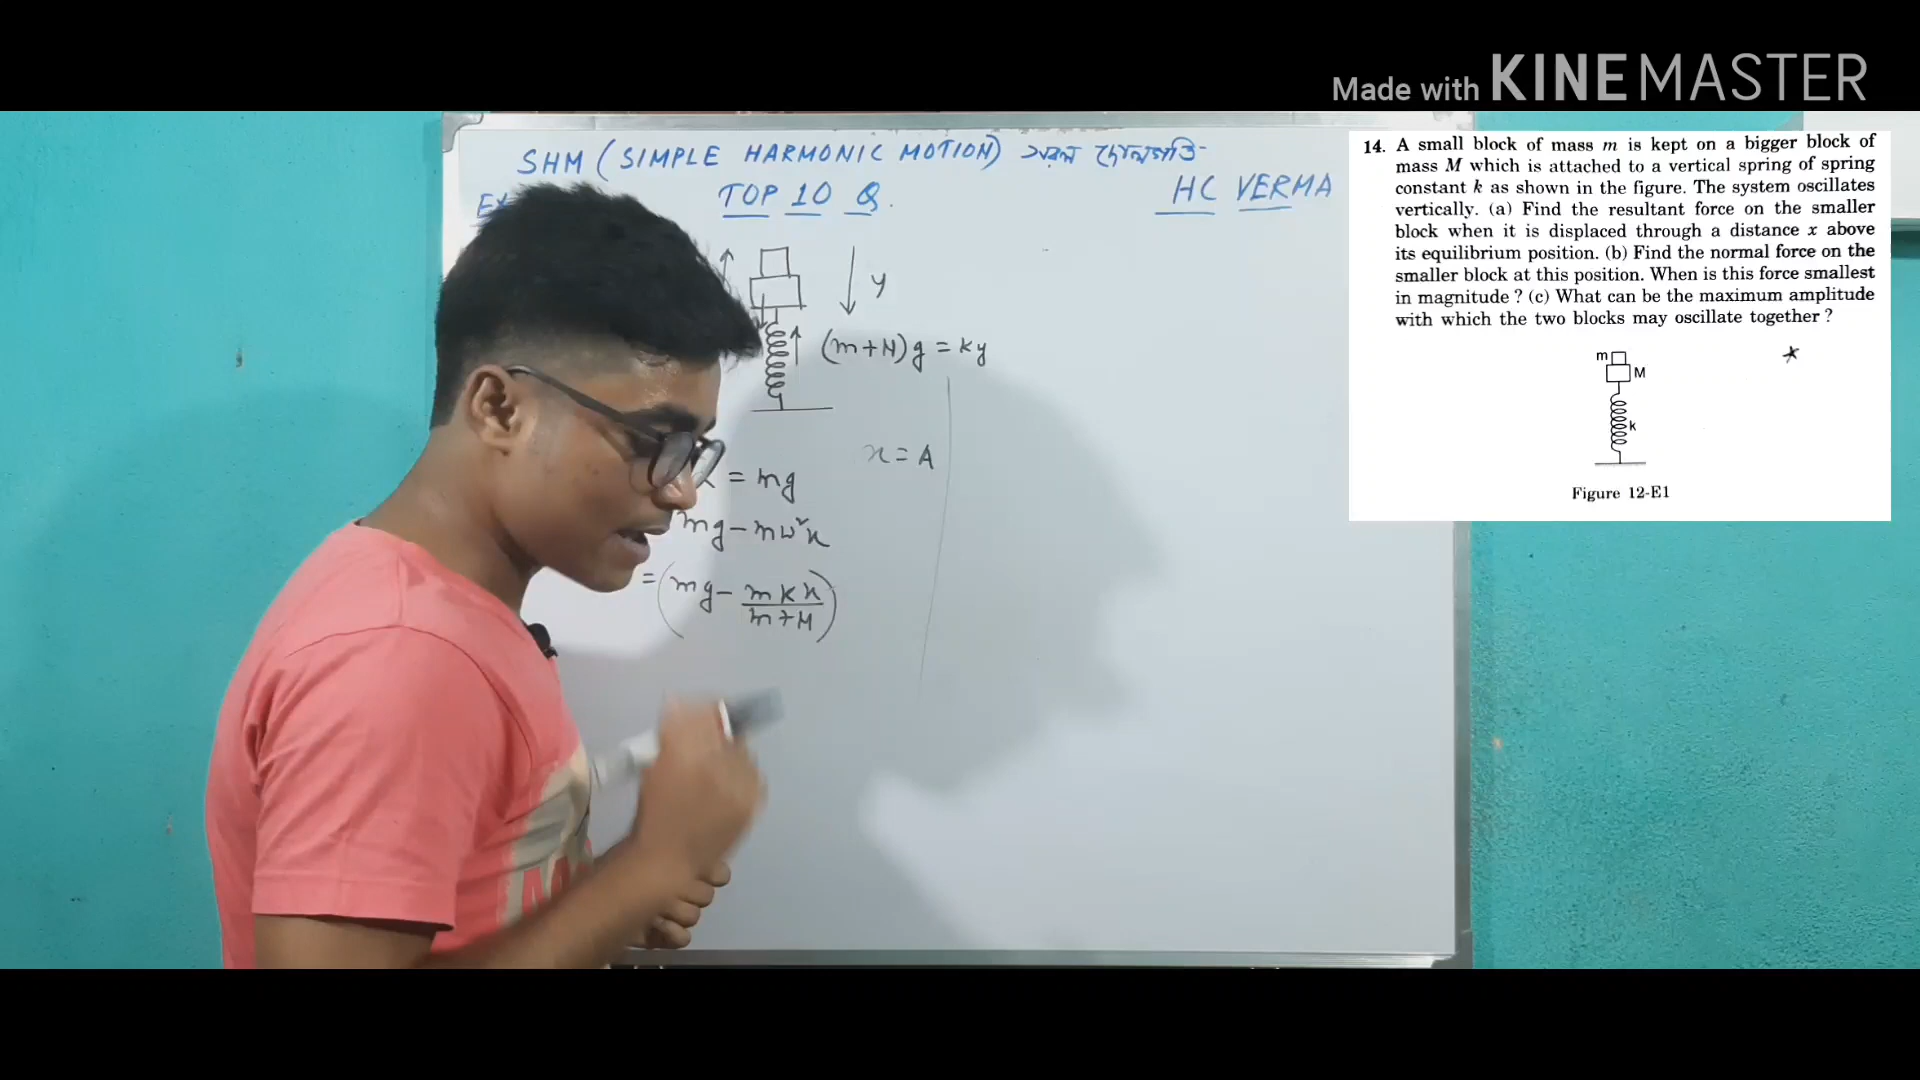 Made with KINEMASTER
SHM (SIMPLE HARMONIC MOTION) সরল দোলগতি
TOP 10 Q.
HC VERMA
y
(m+M)g = ky
x = A
= mg
mg - mω²x
= (mg - mkx/m+M)
14. A small block of mass m is kept on a bigger block of
mass M which is attached to a vertical spring of spring
constant k as shown in the figure. The system oscillates
vertically. (a) Find the resultant force on the smaller
block when it is displaced through a distance x above
its equilibrium position. (b) Find the normal force on the
smaller block at this position. When is this force smallest
in magnitude ? (c) What can be the maximum amplitude
with which the two blocks may oscillate together ?
m
M
k
Figure 12-E1